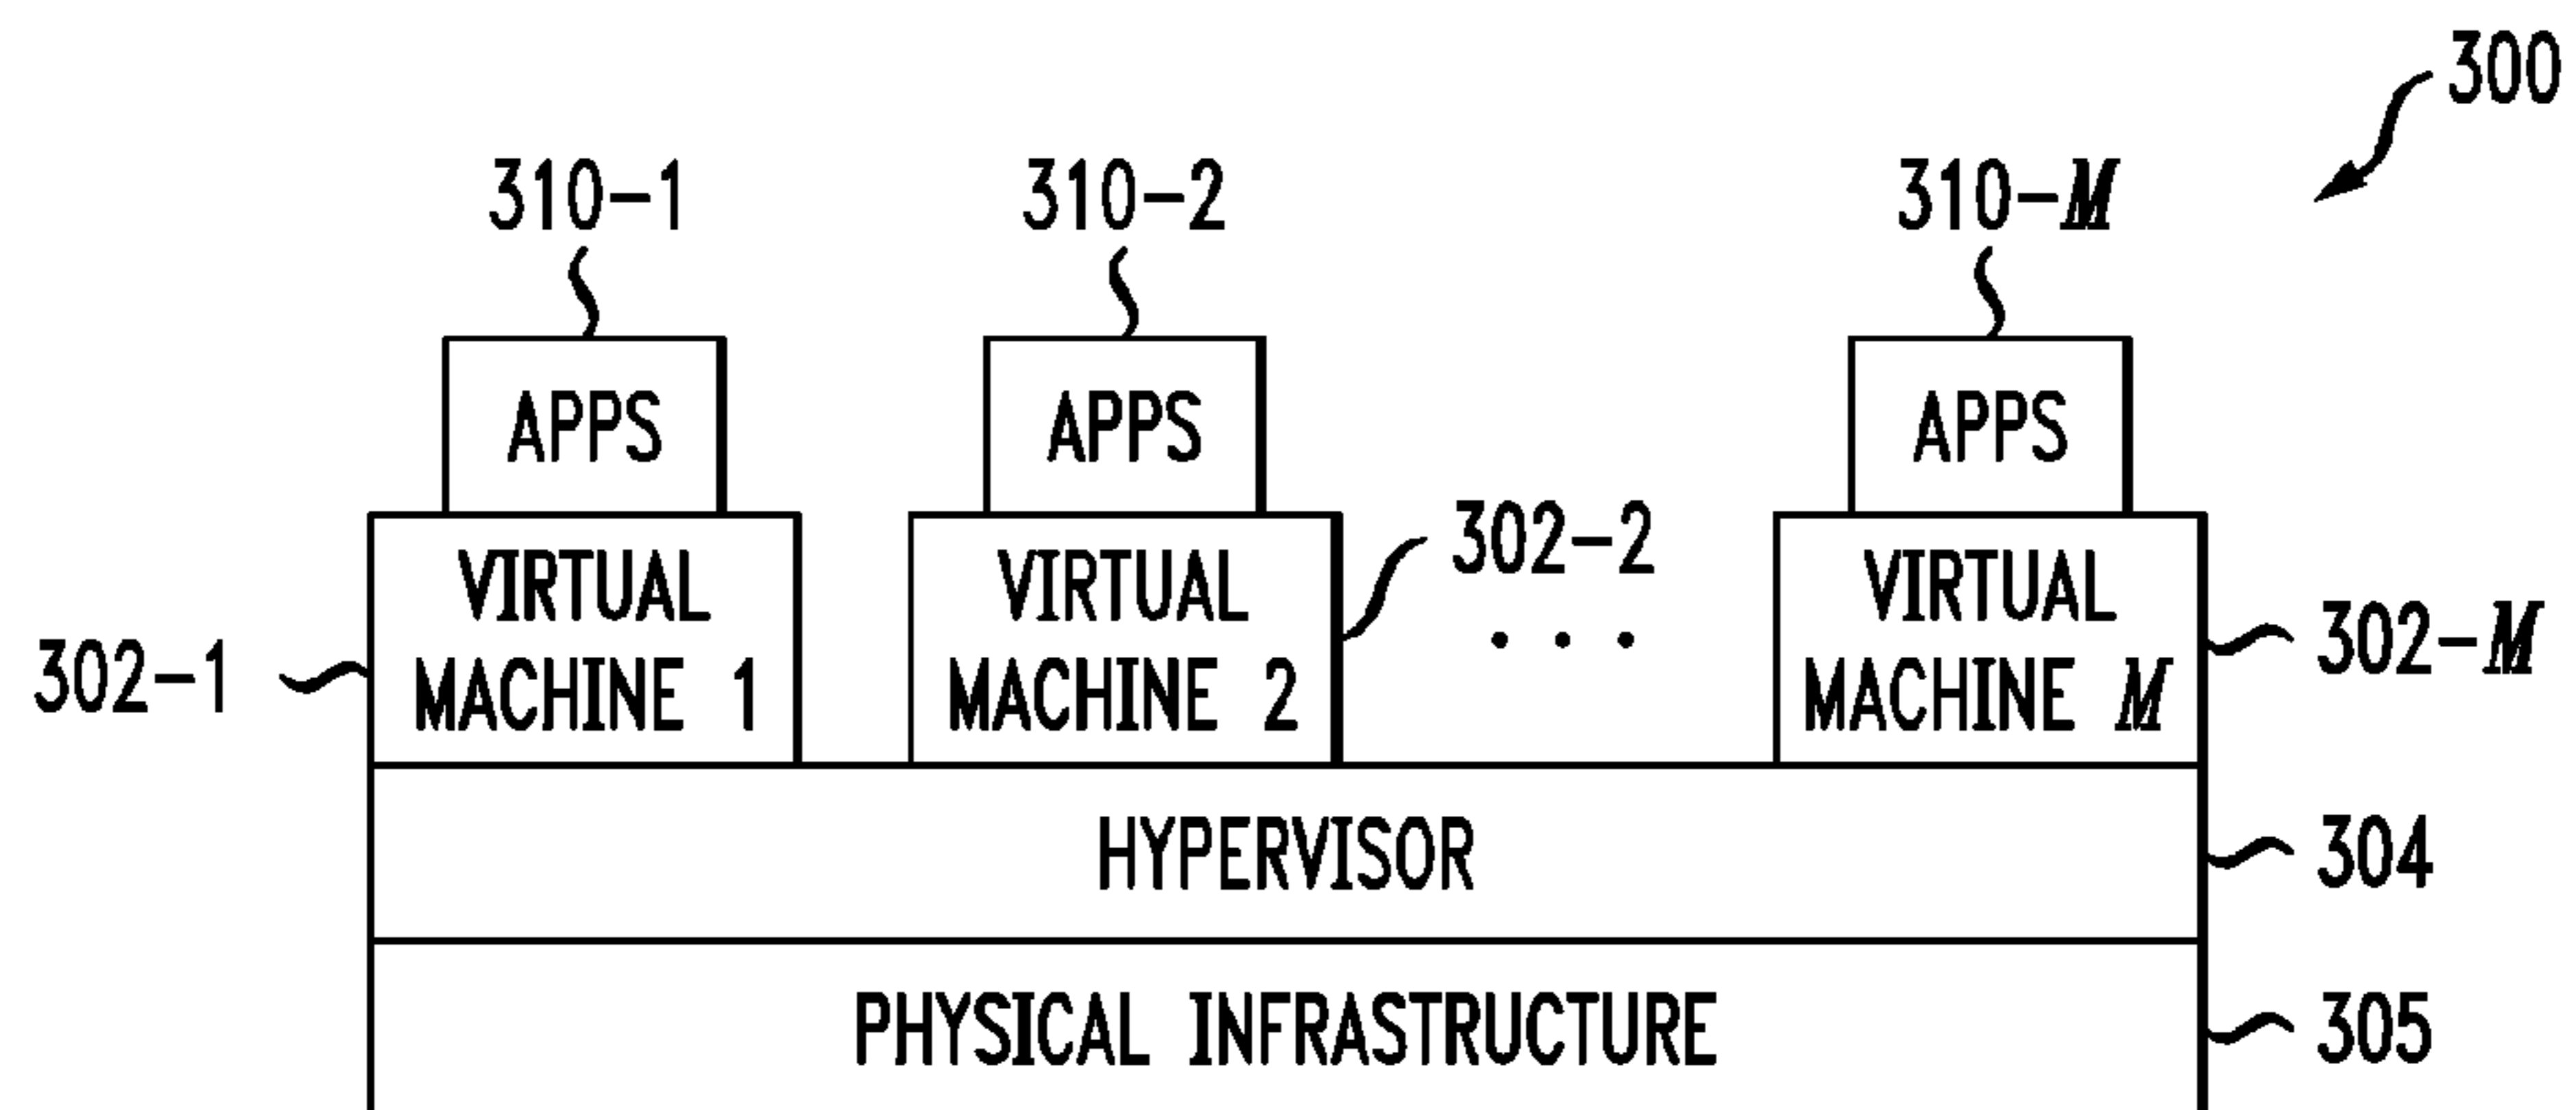 300
310-1
310-2
310-M
APPS
APPS
APPS
VIRTUAL
MACHINE 1
VIRTUAL
MACHINE 2
302-2
. . .
VIRTUAL
MACHINE M
302-1
302-M
HYPERVISOR
304
PHYSICAL INFRASTRUCTURE
305